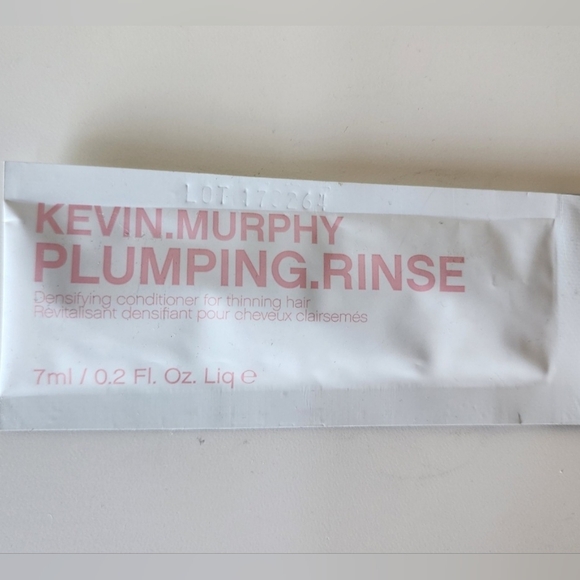 LOT
KEVIN.MURPHY
PLUMPING.RINSE
Densifying conditioner for thinning hair
Revitalisant densifiant pour cheveux clairsemés
7ml / 0.2 Fl. Oz. Liq ℮